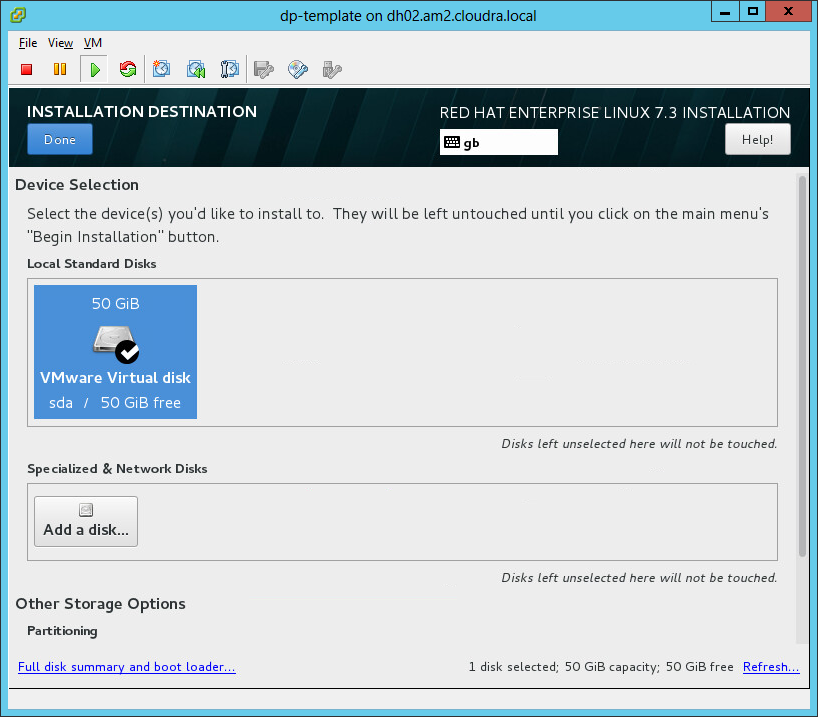 dp-template on dh02.am2.cloudra.local
File View VM
INSTALLATION DESTINATION
RED HAT ENTERPRISE LINUX 7.3 INSTALLATION
Done
gb
Help!
Device Selection
Select the device(s) you'd like to install to. They will be left untouched until you click on the main menu's
"Begin Installation" button.
Local Standard Disks
50 GiB
VMware Virtual disk
sda / 50 GiB free
Disks left unselected here will not be touched.
Specialized & Network Disks
Add a disk...
Disks left unselected here will not be touched.
Other Storage Options
Partitioning
Full disk summary and boot loader...
1 disk selected; 50 GiB capacity; 50 GiB free Refresh...